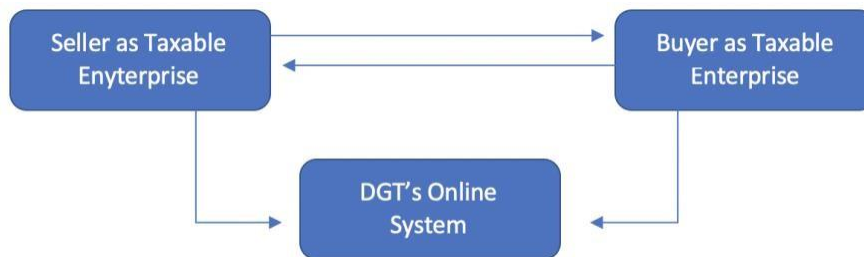 Seller as Taxable
Enyterprise
Buyer as Taxable
Enterprise
DGT’s Online
System